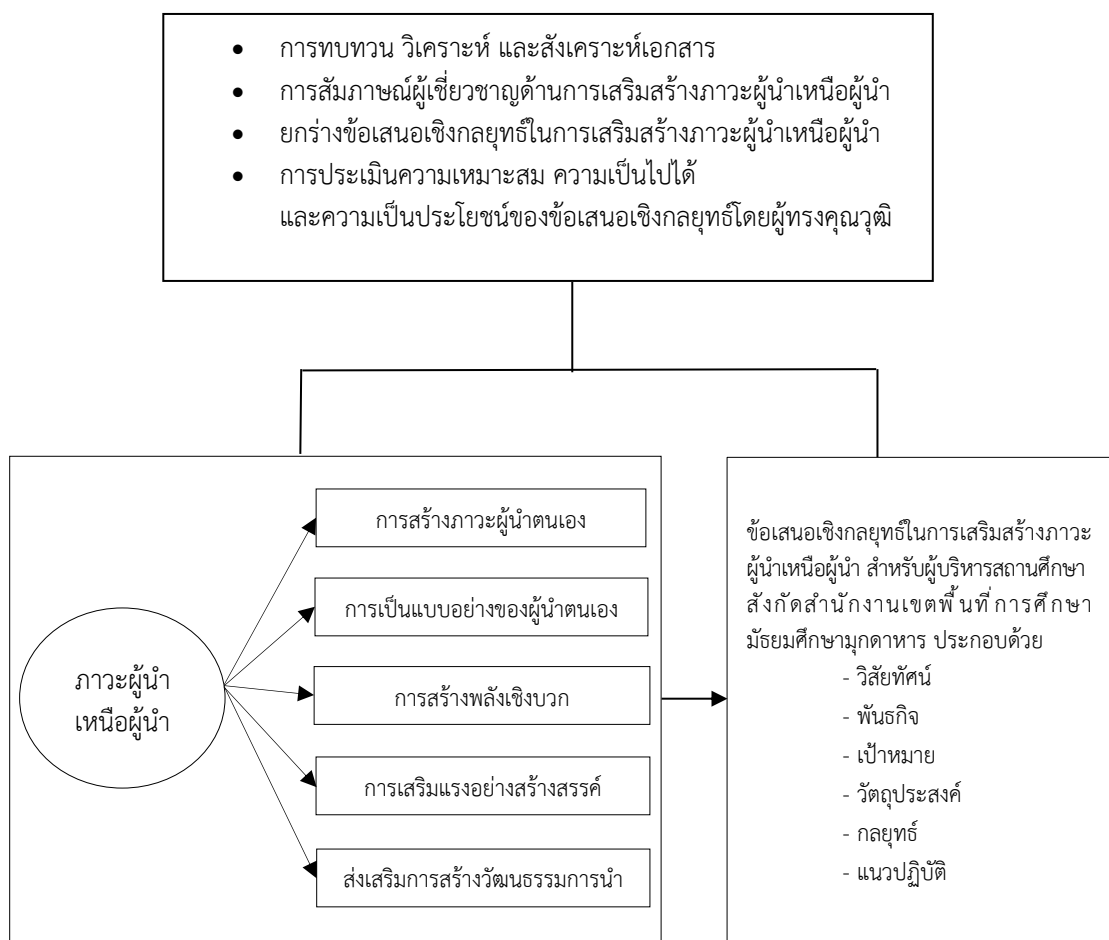 • การทบทวน วิเคราะห์ และสังเคราะห์เอกสาร
• การสัมภาษณ์ผู้เชี่ยวชาญด้านการเสริมสร้างภาวะผู้นำเหนือผู้นำ
• ยกร่างข้อเสนอเชิงกลยุทธ์ในการเสริมสร้างภาวะผู้นำเหนือผู้นำ
• การประเมินความเหมาะสม ความเป็นไปได้
และความเป็นประโยชน์ของข้อเสนอเชิงกลยุทธ์โดยผู้ทรงคุณวุฒิ
ภาวะผู้นำ
เหนือผู้นำ
การสร้างภาวะผู้นำตนเอง
การเป็นแบบอย่างของผู้นำตนเอง
การสร้างพลังเชิงบวก
การเสริมแรงอย่างสร้างสรรค์
ส่งเสริมการสร้างวัฒนธรรมการนำ
ข้อเสนอเชิงกลยุทธ์ในการเสริมสร้างภาวะ
ผู้นำเหนือผู้นำ สำหรับผู้บริหารสถานศึกษา
สังกัดสำนักงานเขตพื้นที่การศึกษา
มัธยมศึกษามุกดาหาร ประกอบด้วย
- วิสัยทัศน์
- พันธกิจ
- เป้าหมาย
- วัตถุประสงค์
- กลยุทธ์
- แนวปฏิบัติ